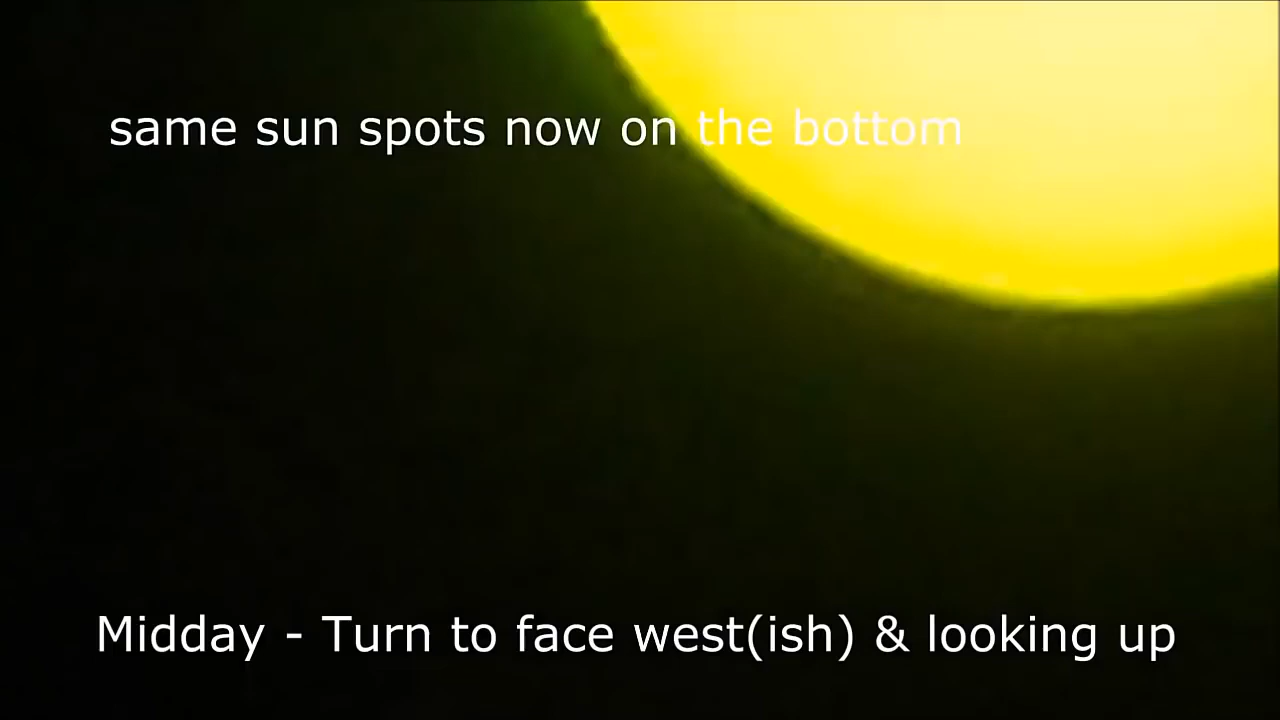 same sun spots now on the bottom
Midday - Turn to face west(ish) & looking up